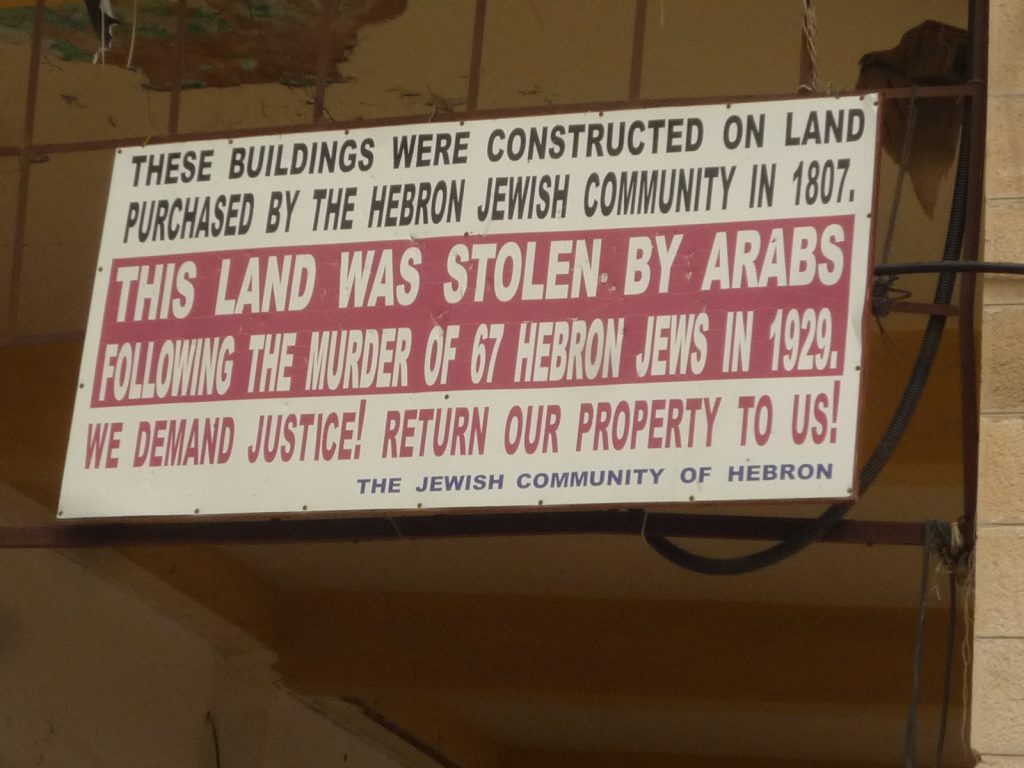 THESE BUILDINGS WERE CONSTRUCTED ON LAND
PURCHASED BY THE HEBRON JEWISH COMMUNITY IN 1807.
THIS LAND WAS STOLEN BY ARABS
FOLLOWING THE MURDER OF 67 HEBRON JEWS IN 1929.
WE DEMAND JUSTICE! RETURN OUR PROPERTY TO US!
THE JEWISH COMMUNITY OF HEBRON